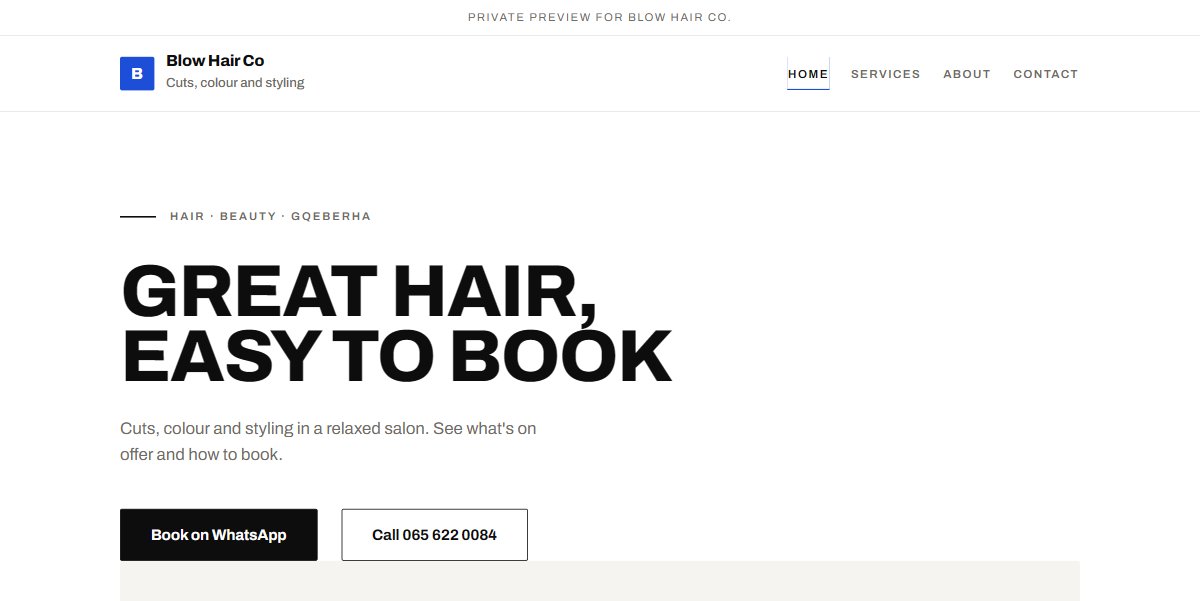 PRIVATE PREVIEW FOR BLOW HAIR CO.
B
Blow Hair Co
Cuts, colour and styling
HOME SERVICES ABOUT CONTACT
HAIR · BEAUTY · GQEBERHA
GREAT HAIR,
EASY TO BOOK
Cuts, colour and styling in a relaxed salon. See what's on
offer and how to book.
Book on WhatsApp
Call 065 622 0084